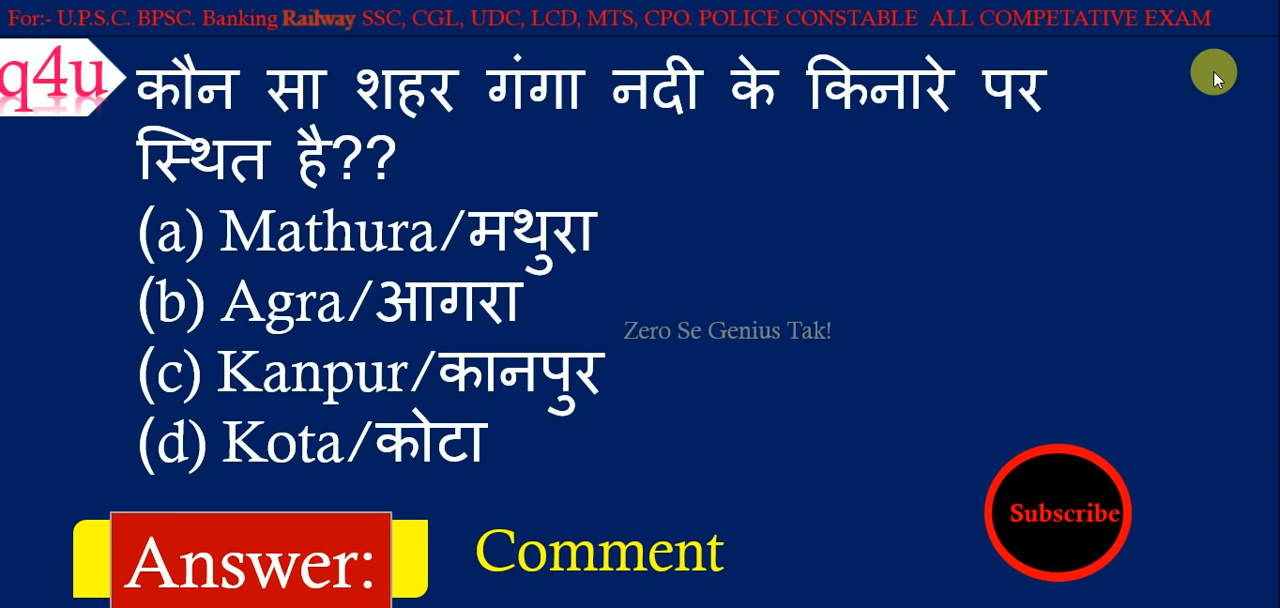 For:- U.P.S.C. BPSC. Banking Railway SSC, CGL, UDC, LCD, MTS, CPO. POLICE CONSTABLE ALL COMPETATIVE EXAM
q4u
कौन सा शहर गंगा नदी के किनारे पर
स्थित है??
(a) Mathura/मथुरा
(b) Agra/आगरा
Zero Se Genius Tak!
(c) Kanpur/कानपुर
(d) Kota/कोटा
Subscribe
Answer: Comment